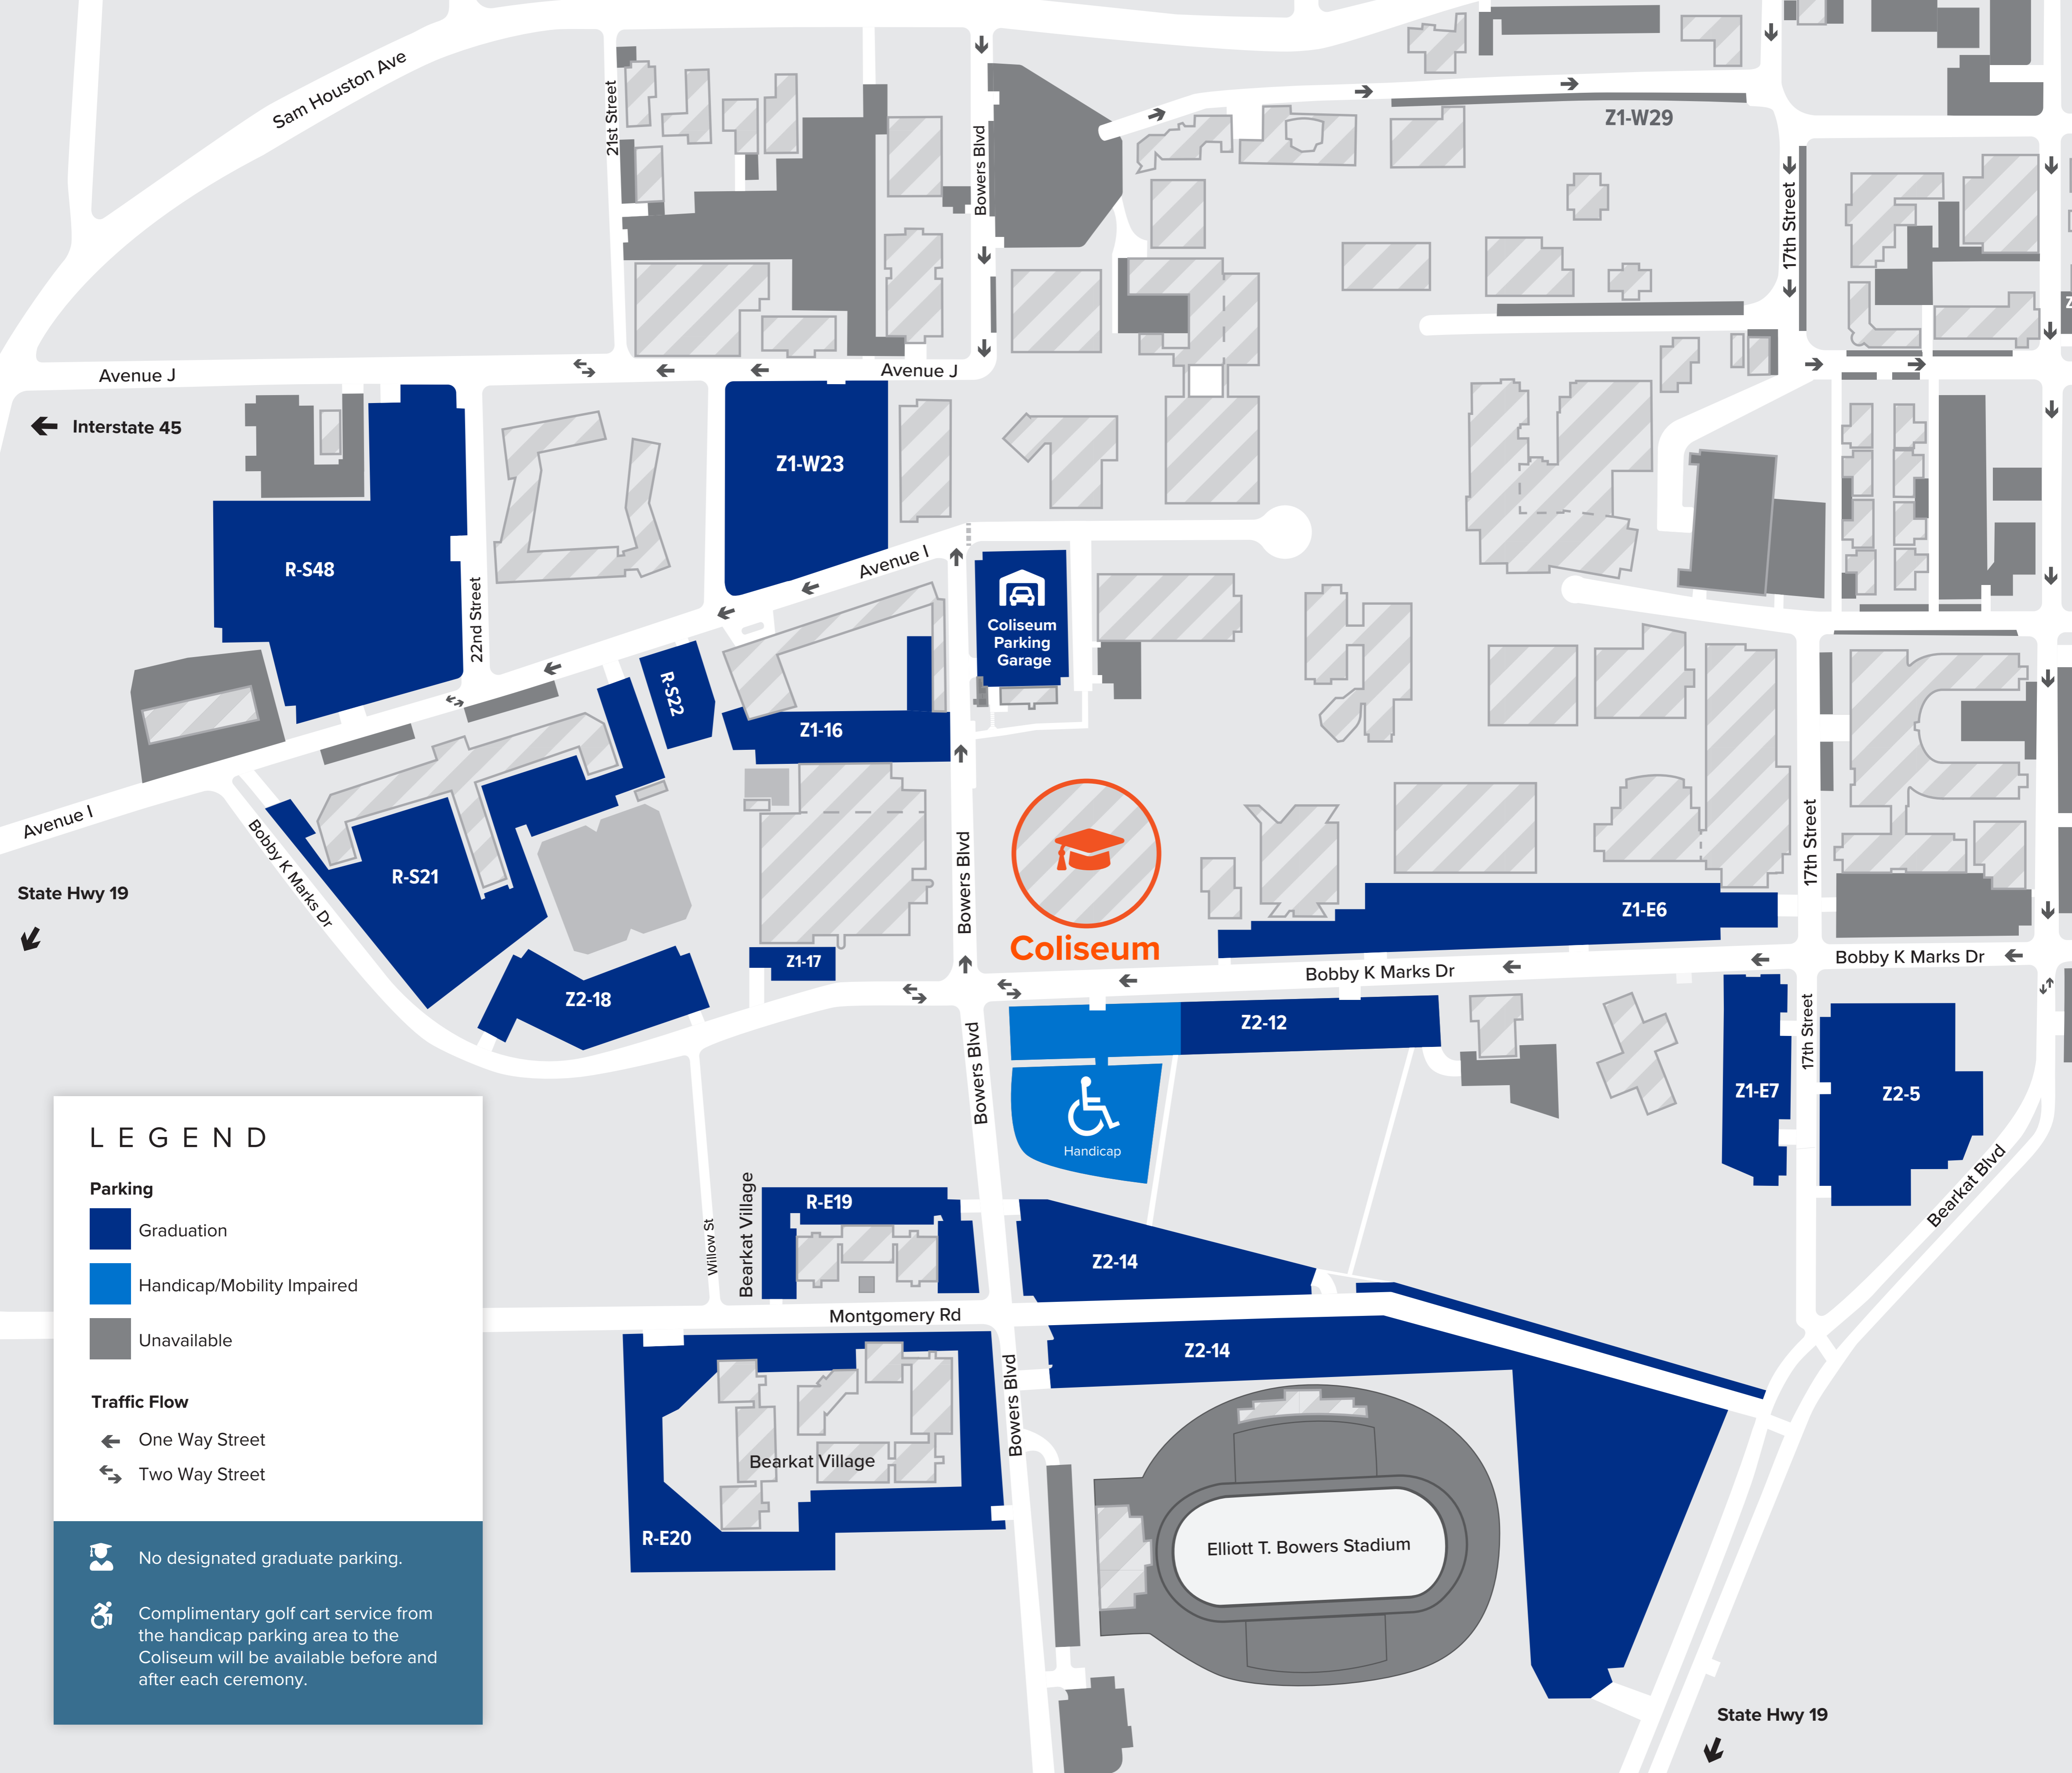 Sam Houston Ave
21st Street
Bowers Blvd
Z1-W29
17th Street
Avenue J
Avenue J
Interstate 45
Z1-W23
R-S48
22nd Street
Avenue I
Coliseum
Parking
Garage
R-S22
Z1-16
Avenue I
Bobby K Marks Dr
R-S21
State Hwy 19
Bowers Blvd
Coliseum
17th Street
Z1-E6
Z1-17
Z2-18
Bobby K Marks Dr
Bobby K Marks Dr
Z2-12
Bowers Blvd
17th Street
Z1-E7
Z2-5
Handicap
Bearkat Blvd
Willow St
Bearkat Village
R-E19
Z2-14
Montgomery Rd
Z2-14
Bowers Blvd
Bearkat Village
R-E20
Elliott T. Bowers Stadium
State Hwy 19
LEGEND
Parking
Graduation
Handicap/Mobility Impaired
Unavailable
Traffic Flow
One Way Street
Two Way Street
No designated graduate parking.
Complimentary golf cart service from
the handicap parking area to the
Coliseum will be available before and
after each ceremony.